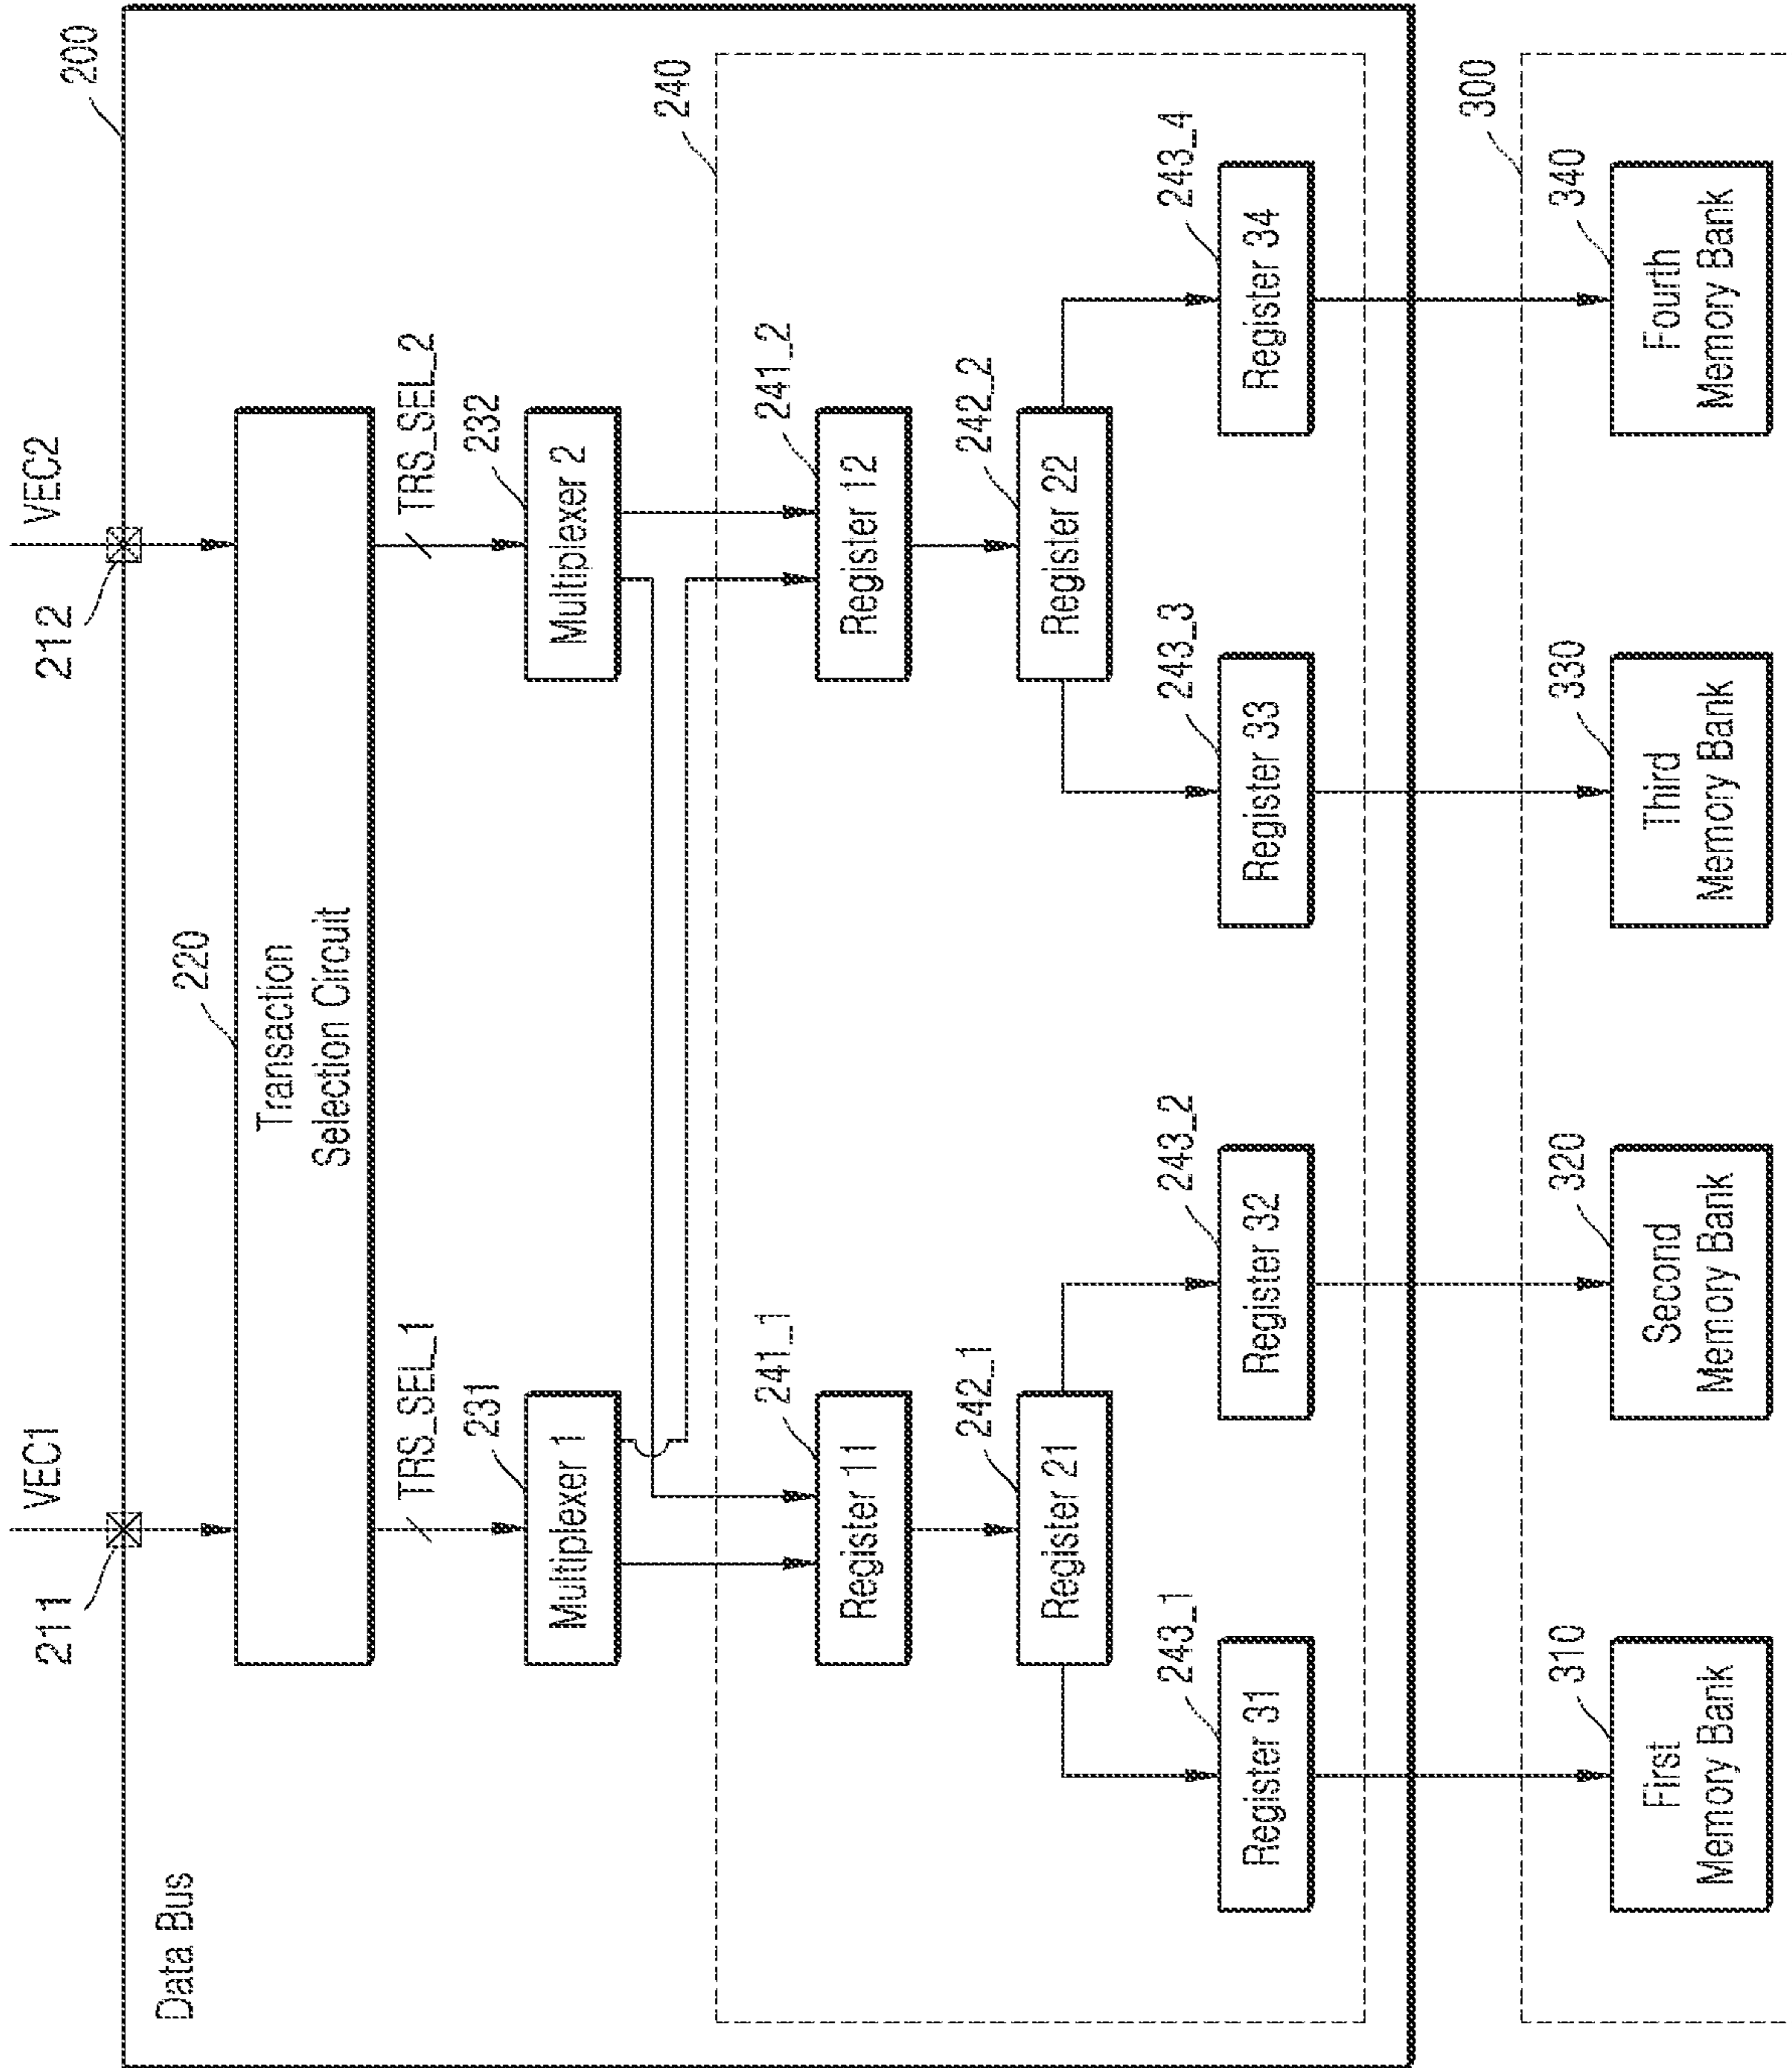 VEC1
VEC2
211
212
200
Data Bus
220
Transaction
Selection Circuit
TRS_SEL_1
TRS_SEL_2
231
232
Multiplexer 1
Multiplexer 2
240
241_1
241_2
Register 11
Register 12
242_1
242_2
Register 21
Register 22
243_1
243_2
243_3
243_4
Register 31
Register 32
Register 33
Register 34
300
310
320
330
340
First
Memory Bank
Second
Memory Bank
Third
Memory Bank
Fourth
Memory Bank